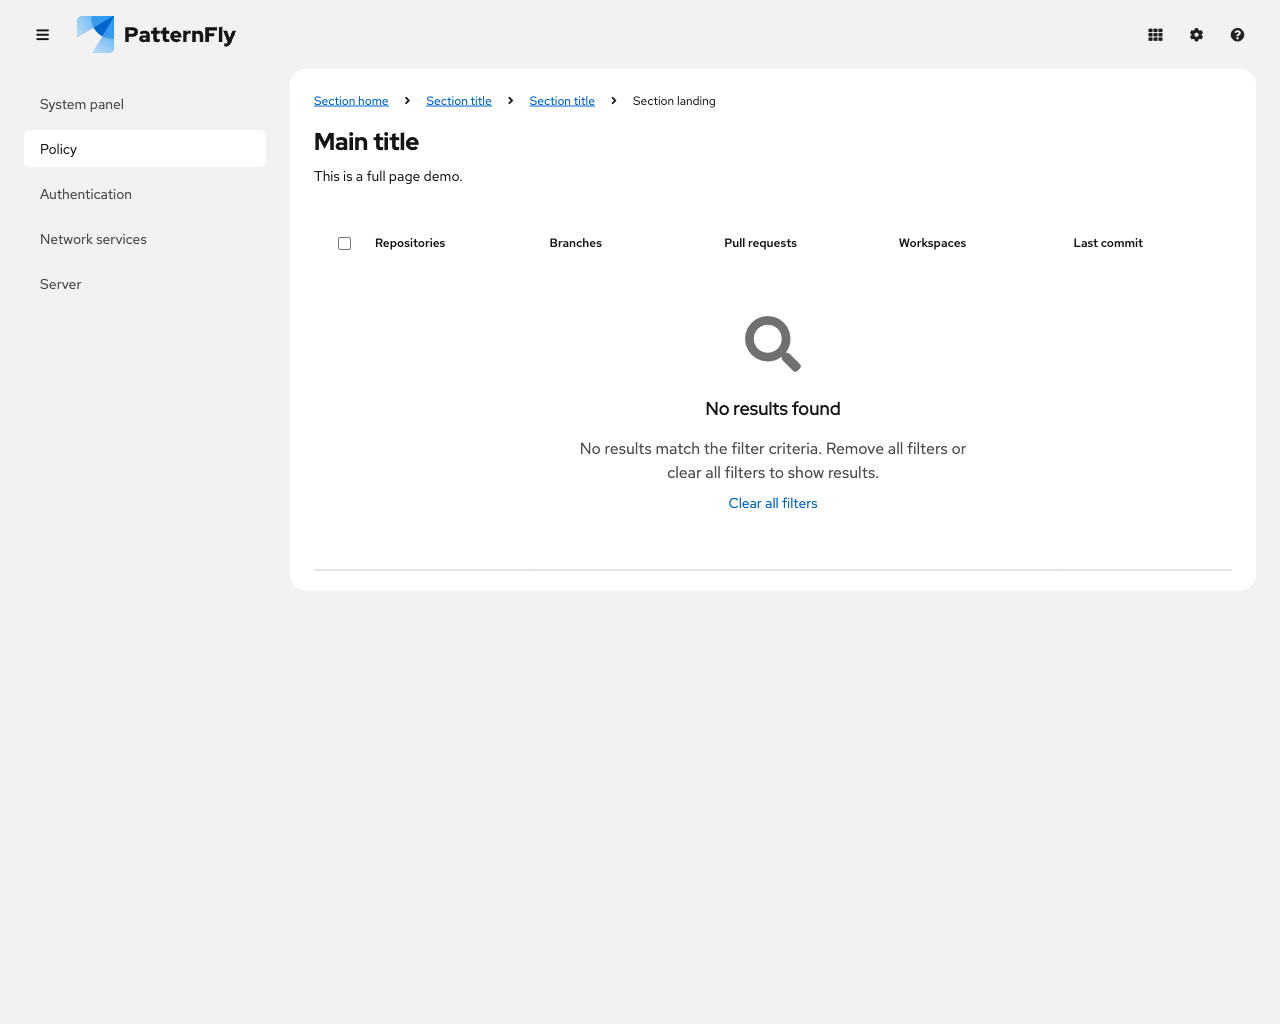 PatternFly
System panel
Policy
Authentication
Network services
Server
Section home
Section title
Section title
Section landing
Main title
This is a full page demo.
Repositories
Branches
Pull requests
Workspaces
Last commit
No results found
No results match the filter criteria. Remove all filters or
clear all filters to show results.
Clear all filters